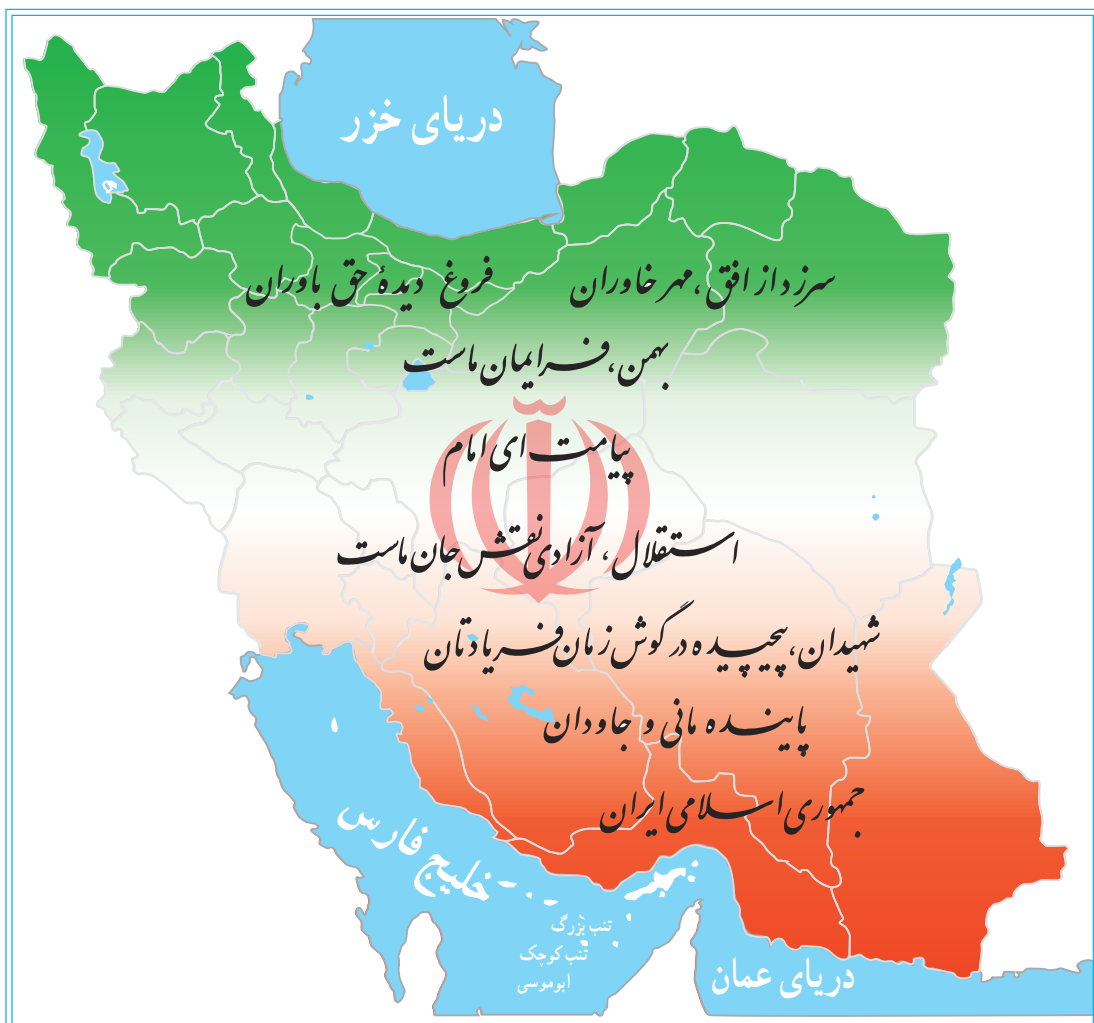 دریای خزر
سرزد از افق، مهر خاوران فروغ دیدهٔ حق باوران
بهمن، فر ایمان ماست
پیامت ای امام
استقلال، آزادی نقش جان ماست
شهیدان، پیچیده در گوش زمان فریادتان
پاینده مانی و جاودان
جمهوری اسلامی ایران
خلیج فارس
تنب بزرگ
تنب کوچک
ابوموسی
دریای عمان